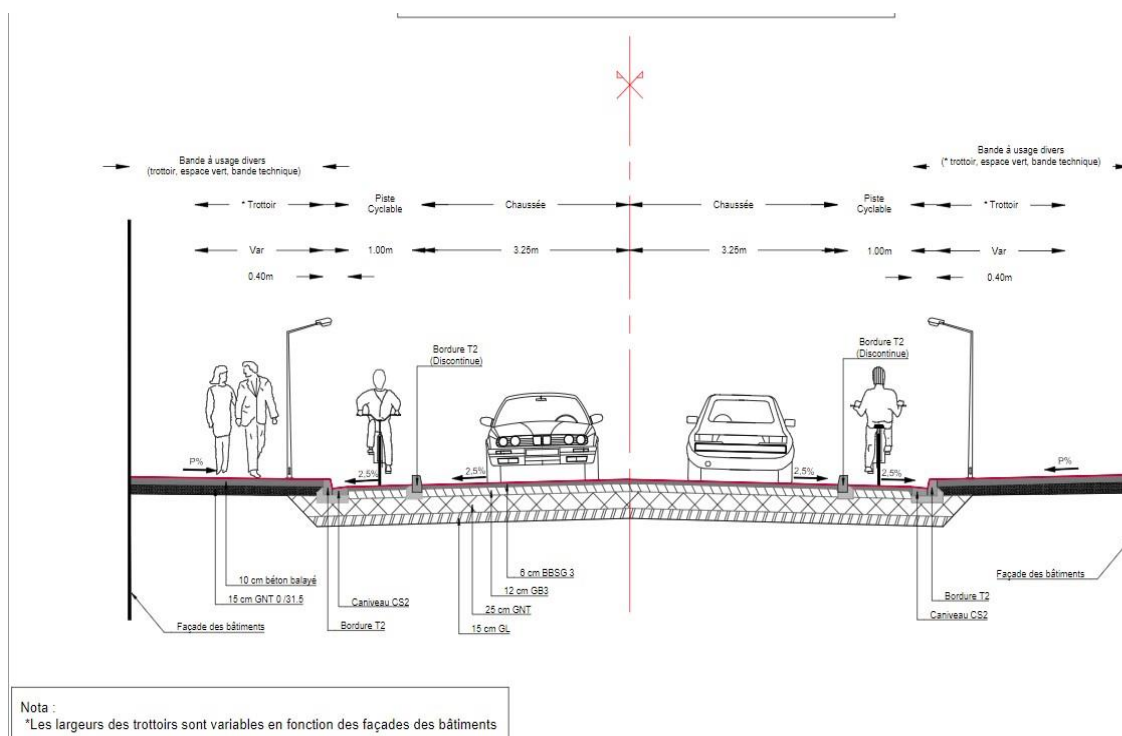 Bande á usage divers
(trottoir, espace vert, bande technique)
Bande á usage divers
(* trottoir, espace vert, bande technique)
* Trottoir
Piste
Cyclable
Chaussée
Chaussée
Piste
Cyclable
* Trottoir
Var
1.00m
3.25m
3.25m
1.00m
Var
0.40m
0.40m
Bordure T2
(Discontinue)
Bordure T2
(Discontinue)
P%
2,5%
2,5%
2,5%
2,5%
P%
6 cm BBSG 3
10 cm béton balayé
12 cm GB3
Façade des bâtiments
15 cm GNT 0 /31.5
Caniveau CS2
25 cm GNT
Bordure T2
Façade des bâtiments
Bordure T2
15 cm GL
Caniveau CS2
Nota :
*Les largeurs des trottoirs sont variables en fonction des façades des bâtiments